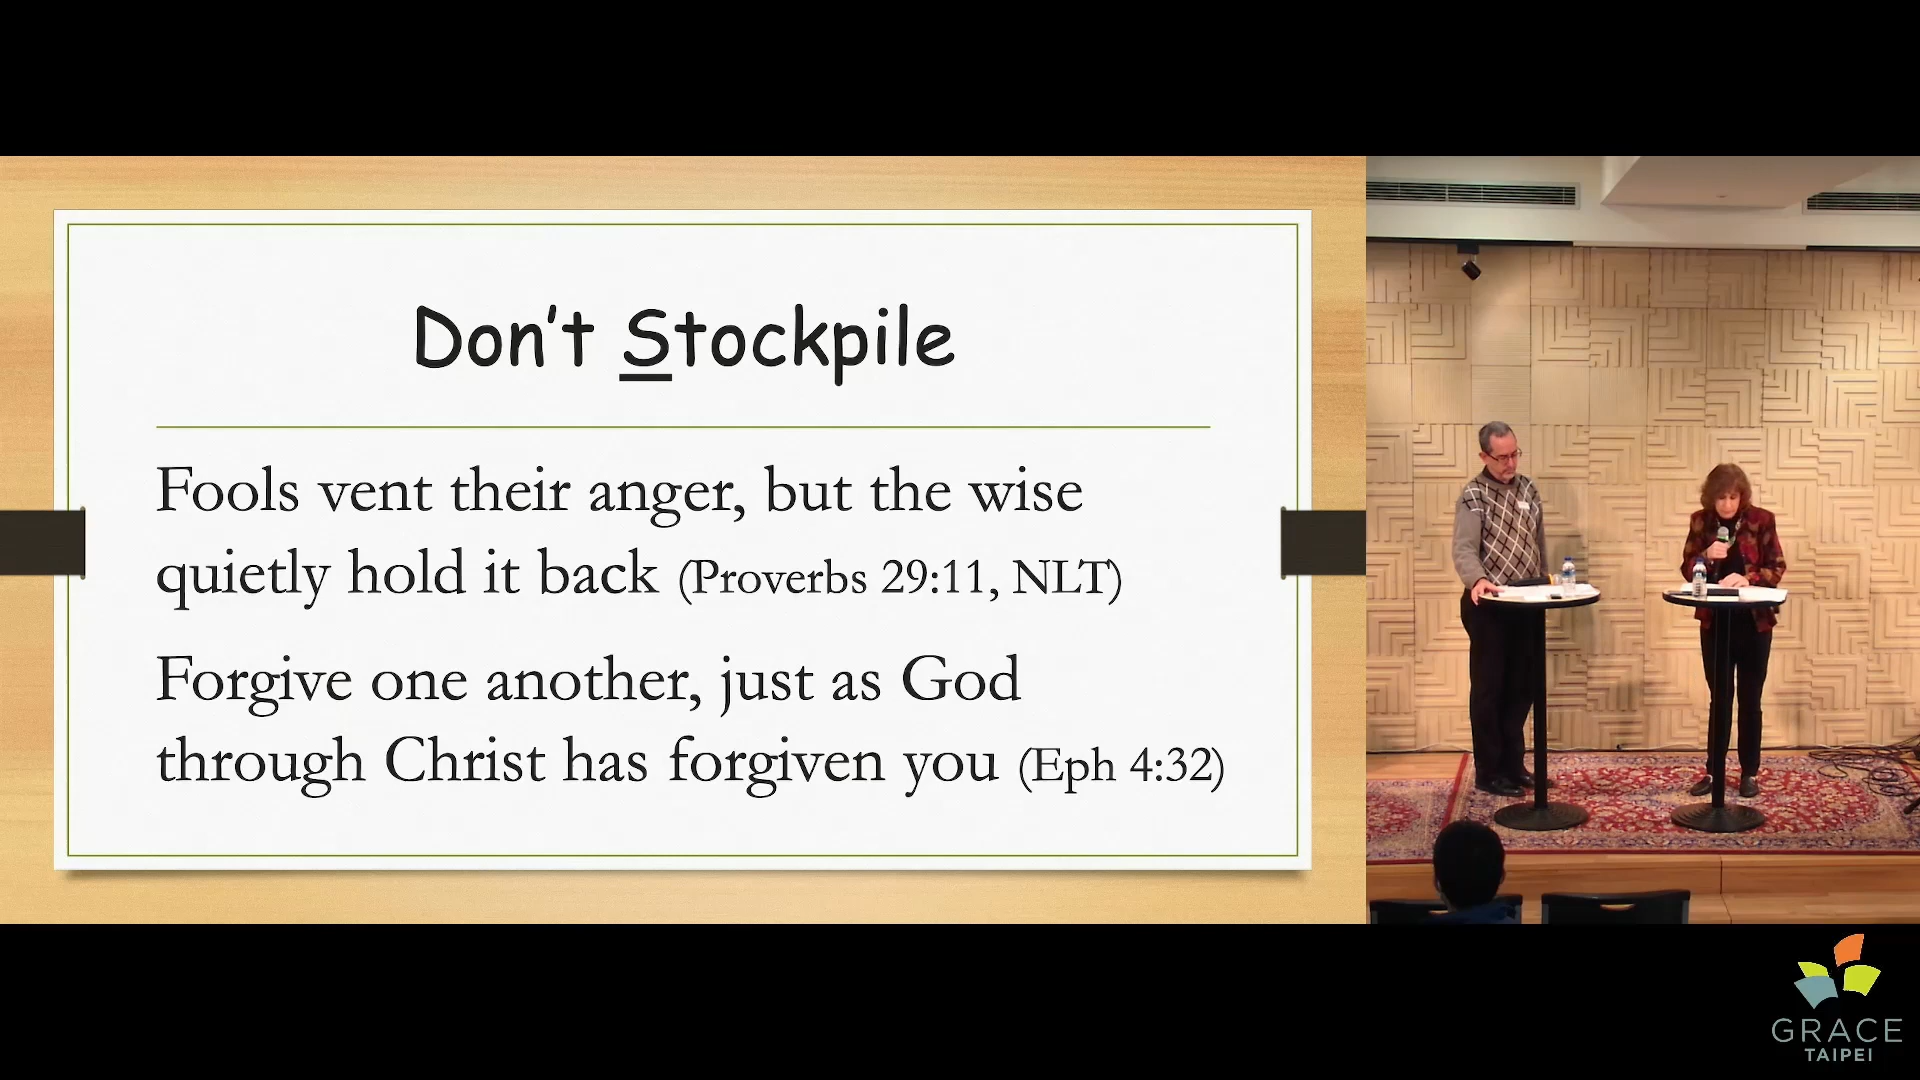 Don't Stockpile
Fools vent their anger, but the wise
quietly hold it back (Proverbs 29:11, NLT)
Forgive one another, just as God
through Christ has forgiven you (Eph 4:32)
GRACE
TAIPEI